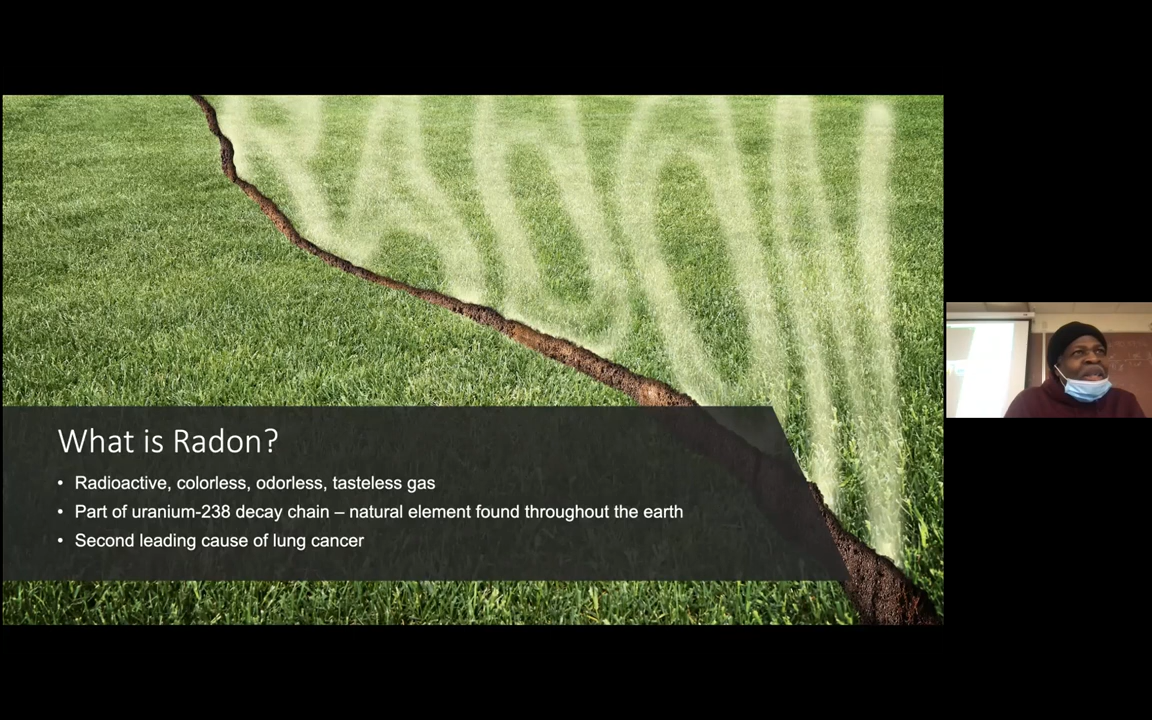 RADON
What is Radon?
• Radioactive, colorless, odorless, tasteless gas
• Part of uranium-238 decay chain – natural element found throughout the earth
• Second leading cause of lung cancer